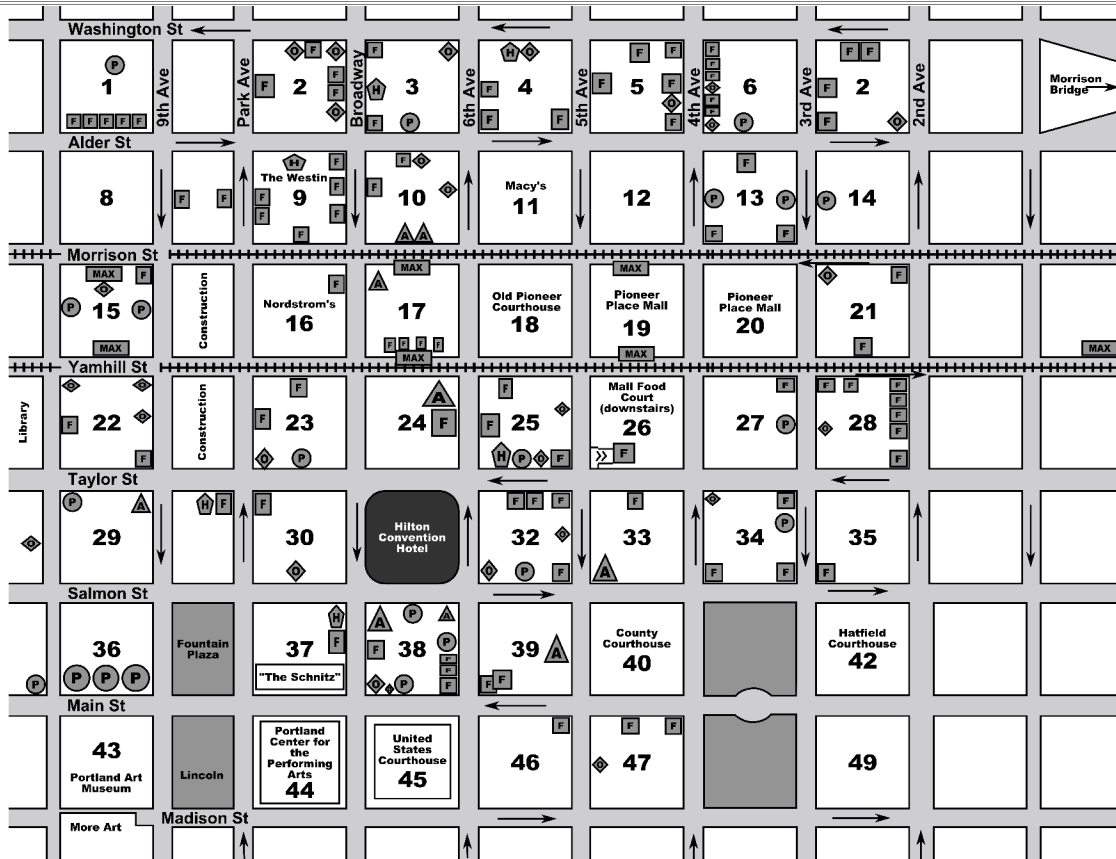 Washington St
9th Ave
Park Ave
Broadway
6th Ave
5th Ave
4th Ave
3rd Ave
2nd Ave
P
1
F F F F F
O F O
F F
2
F
O
F O
H
3
F P
H O
F
4
F F
F F
F F
5
O
F
F
F
O
6
F
O P
F F
F
2
F O
Morrison
Bridge
Alder St
8
F F
H F
The Westin
F
9
F F
F
F
F O
F
O
10
A A
Macy's
11
12
F
P P
13
F F
P
14
Morrison St
MAX F
O
P P
15
MAX
Construction
F
Nordstrom's
16
MAX
A
17
F F F F
MAX
Old Pioneer
Courthouse
18
MAX
Pioneer
Place Mall
19
MAX
Pioneer
Place Mall
20
O F
21
F
MAX
Yamhill St
Library
O O
O
F
22
F
Construction
F
F
23
O P
A
24
F
F
O
F
25
H P D F
Mall Food
Court
(downstairs)
26
F
F
27
P
F F F
F
F
O
28
F
F
Taylor St
O
P A
29
H F
F
30
O
Hilton
Convention
Hotel
F F F
O
32
O P F
F
33
A
O F
P
34
F F
35
F
Salmon St
P
36
P P P
Fountain
Plaza
H
F
37
"The Schnitz"
A P A
P
F
38
F
F
F
O P
39
A
F F
County
Courthouse
40
Hatfield
Courthouse
42
Main St
43
Portland Art
Museum
Lincoln
Portland
Center for
the
Performing
Arts
44
United
States
Courthouse
45
F
46
F F
O
47
49
Madison St
More Art